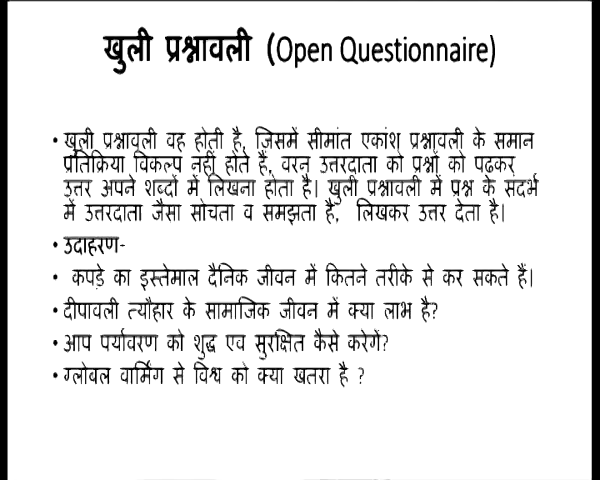 खुली प्रश्नावली (Open Questionnaire)
• खुली प्रश्नावली वह होती है, जिसमें सीमांत एकांश प्रश्नावली के समान
प्रतिक्रिया विकल्प नहीं होते हैं, वरन उत्तरदाता को प्रश्नों को पढ़कर
उत्तर अपने शब्दों में लिखना होता है। खुली प्रश्नावली में प्रश्न के सदर्भ
में उत्तरदाता जैसा सोचता व समझता है, लिखकर उत्तर देता है।
• उदाहरण-
• कपड़े का इस्तेमाल दैनिक जीवन में कितने तरीके से कर सकते हैं।
• दीपावली त्यौहार के सामाजिक जीवन में क्या लाभ है?
• आप पर्यावरण को शुद्ध एव सुरक्षित कैसे करेगें?
• ग्लोबल वार्मिंग से विश्व को क्या खतरा है ?